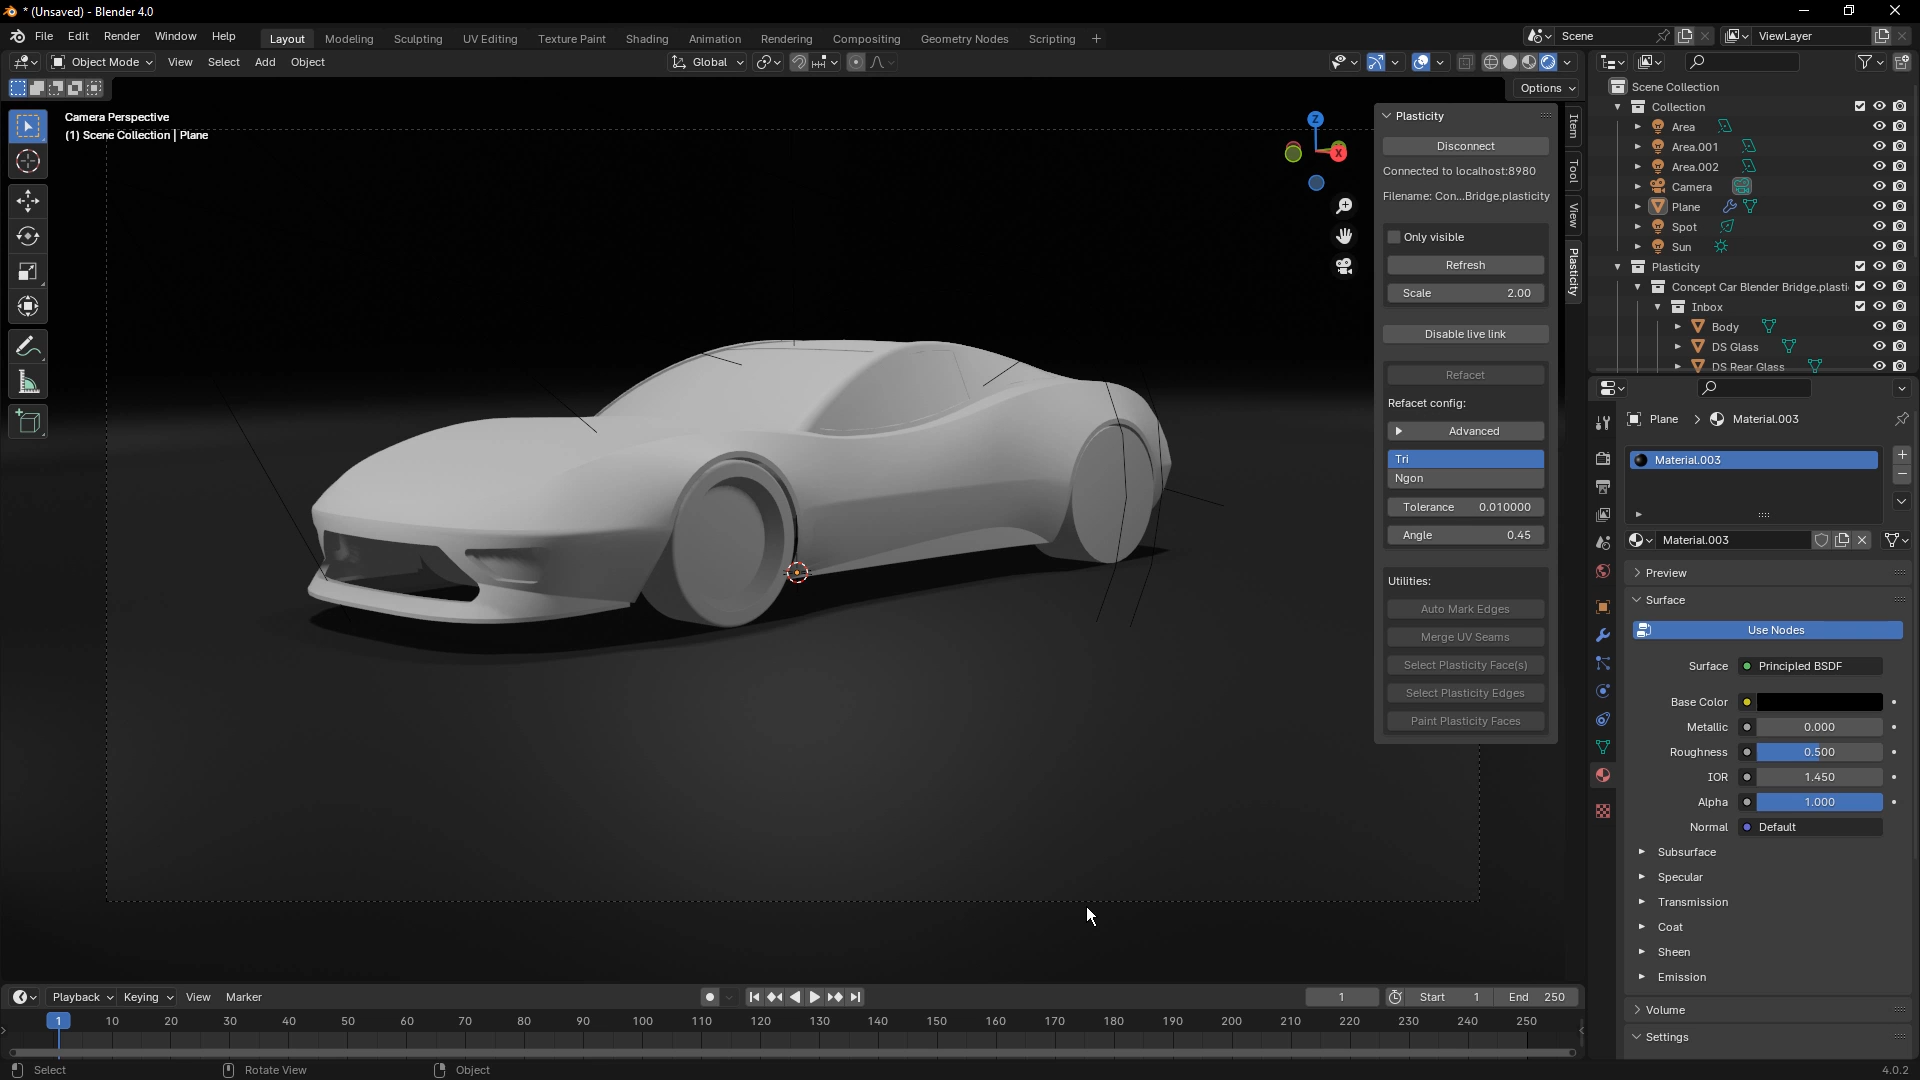 * (Unsaved) - Blender 4.0
File Edit Render Window Help
Layout Modeling Sculpting UV Editing Texture Paint Shading Animation Rendering Compositing Geometry Nodes Scripting +
Scene
ViewLayer
Object Mode View Select Add Object
Global
Options
Camera Perspective
(1) Scene Collection | Plane
Z
X
Plasticity
Disconnect
Connected to localhost:8980
Filename: Con...Bridge.plasticity
Only visible
Refresh
Scale 2.00
Disable live link
Refacet
Refacet config:
Advanced
Tri
Ngon
Tolerance 0.010000
Angle 0.45
Utilities:
Auto Mark Edges
Merge UV Seams
Select Plasticity Face(s)
Select Plasticity Edges
Paint Plasticity Faces
Item
Tool
View
Plasticity
Scene Collection
Collection
Area
Area.001
Area.002
Camera
Plane
Spot
Sun
Plasticity
Concept Car Blender Bridge.plasti
Inbox
Body
DS Glass
DS Rear Glass
Plane > Material.003
Material.003
Material.003
Preview
Surface
Use Nodes
Surface Principled BSDF
Base Color
Metallic 0.000
Roughness 0.500
IOR 1.450
Alpha 1.000
Normal Default
Subsurface
Specular
Transmission
Coat
Sheen
Emission
Volume
Settings
Playback Keying View Marker
1
Start 1
End 250
1 10 20 30 40 50 60 70 80 90 100 110 120 130 140 150 160 170 180 190 200 210 220 230 240 250
Select
Rotate View
Object
4.0.2